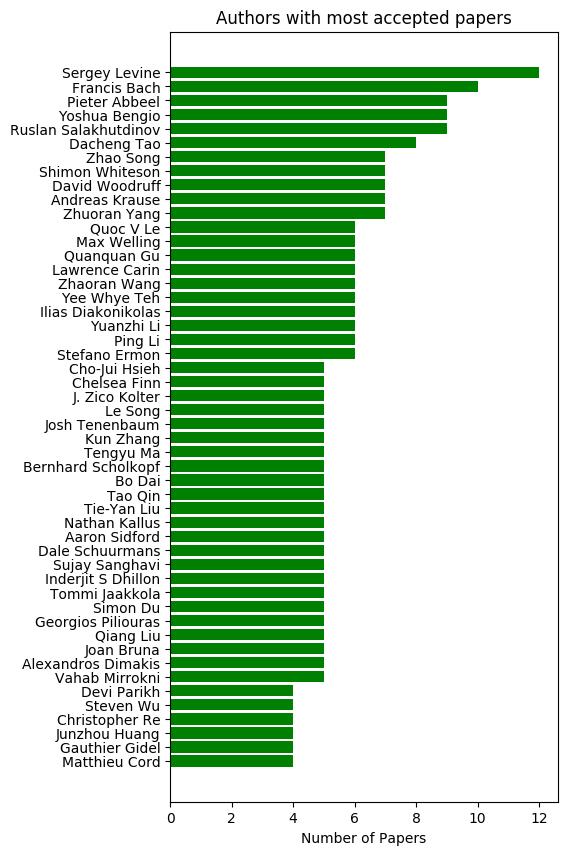 Authors with most accepted papers
Sergey Levine
Francis Bach
Pieter Abbeel
Yoshua Bengio
Ruslan Salakhutdinov
Dacheng Tao
Zhao Song
Shimon Whiteson
David Woodruff
Andreas Krause
Zhuoran Yang
Quoc V Le
Max Welling
Quanquan Gu
Lawrence Carin
Zhaoran Wang
Yee Whye Teh
Ilias Diakonikolas
Yuanzhi Li
Ping Li
Stefano Ermon
Cho-Jui Hsieh
Chelsea Finn
J. Zico Kolter
Le Song
Josh Tenenbaum
Kun Zhang
Tengyu Ma
Bernhard Scholkopf
Bo Dai
Tao Qin
Tie-Yan Liu
Nathan Kallus
Aaron Sidford
Dale Schuurmans
Sujay Sanghavi
Inderjit S Dhillon
Tommi Jaakkola
Simon Du
Georgios Piliouras
Qiang Liu
Joan Bruna
Alexandros Dimakis
Vahab Mirrokni
Devi Parikh
Steven Wu
Christopher Re
Junzhou Huang
Gauthier Gidel
Matthieu Cord
0 2 4 6 8 10 12
Number of Papers